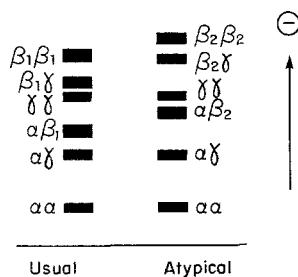 β₂β₂
β₁β₁
β₂γ
β₁γ
γγ
γγ
αβ₂
αβ₁
αγ
αγ
αα
αα
Usual
Atypical
⊖